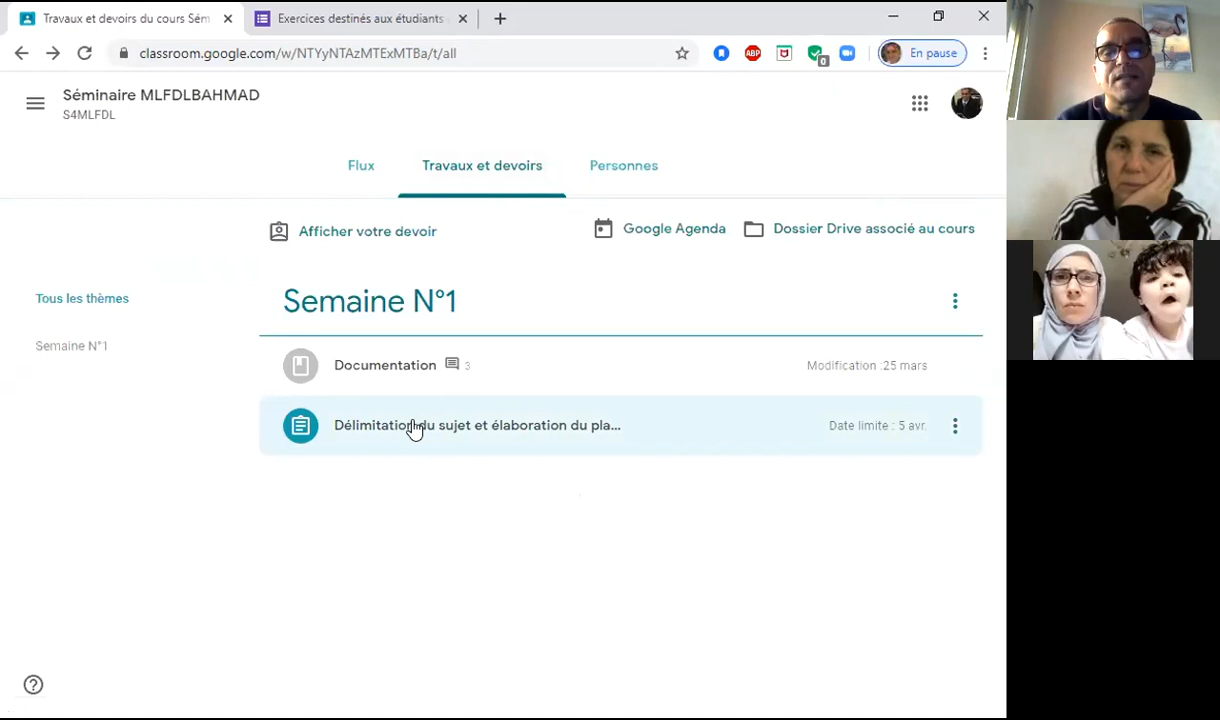 Travaux et devoirs du cours Sém
Exercices destinés aux étudiants
classroom.google.com/w/NTYyNTAzMTExMTBa/t/all
ABP
0
En pause
Séminaire MLFDLBAHMAD
S4MLFDL
Flux
Travaux et devoirs
Personnes
Afficher votre devoir
Google Agenda
Dossier Drive associé au cours
Tous les thèmes
Semaine N°1
Semaine N°1
Documentation
3
Modification :25 mars
Délimitation du sujet et élaboration du pla...
Date limite : 5 avr.